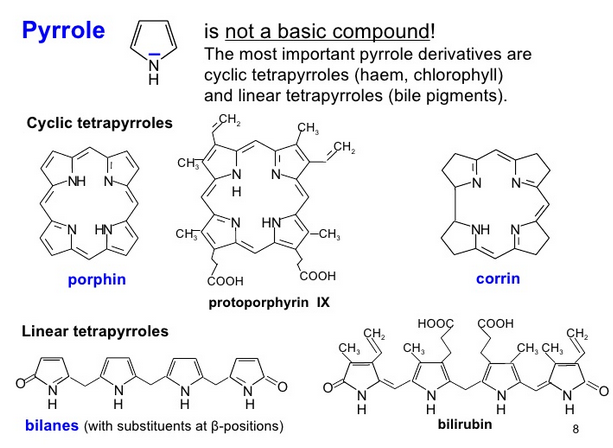 Pyrrole
is not a basic compound!
The most important pyrrole derivatives are
cyclic tetrapyrroles (haem, chlorophyll)
and linear tetrapyrroles (bile pigments).
N
H
Cyclic tetrapyrroles
NH
N
N
HN
porphin
CH2
CH3
CH2
CH3
N
N
H
N
HN
CH3
CH3
COOH
COOH
protoporphyrin IX
N
N
NH
N
corrin
Linear tetrapyrroles
O
N
H
N
H
N
H
N
H
O
bilanes (with substituents at β-positions)
HOOC
COOH
CH2
CH2
CH3
CH3
CH3
CH3
O
N
H
N
H
N
H
N
H
O
bilirubin
8